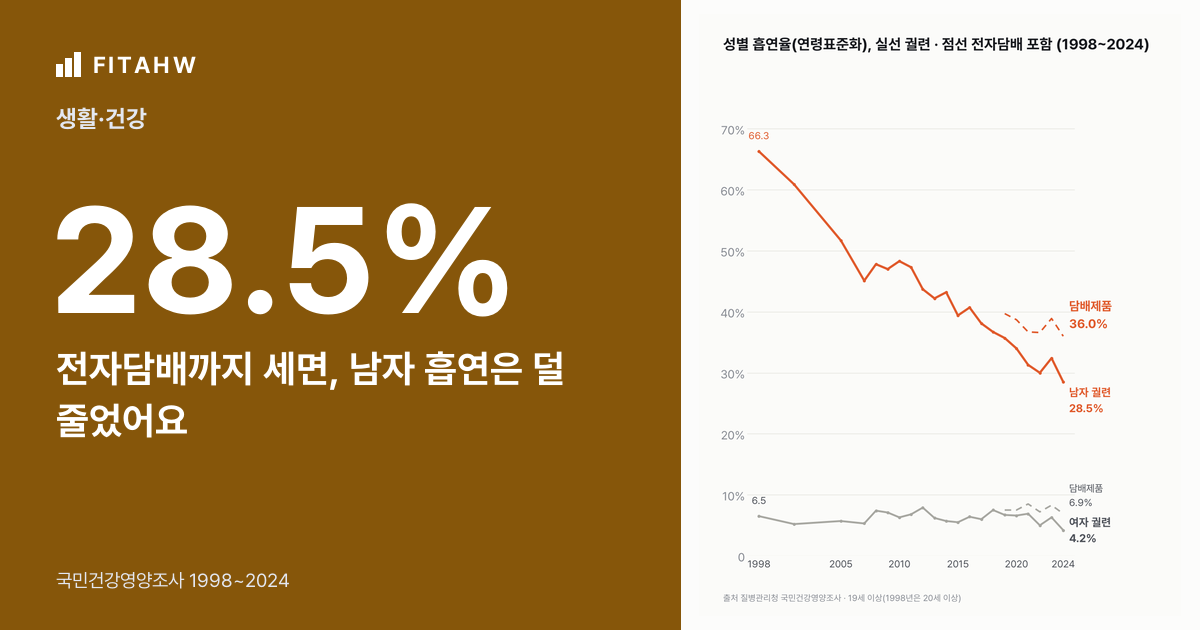 FITAHW
생활·건강
28.5%
전자담배까지 세면, 남자 흡연은 덜
줄었어요
국민건강영양조사 1998~2024
성별 흡연율(연령표준화), 실선 궐련 · 점선 전자담배 포함 (1998~2024)
70%
66.3
60%
50%
40%
30%
20%
10%
0
담배제품
36.0%
남자 궐련
28.5%
6.5
담배제품
6.9%
여자 궐련
4.2%
1998
2005
2010
2015
2020
2024
출처 질병관리청 국민건강영양조사 · 19세 이상(1998년은 20세 이상)